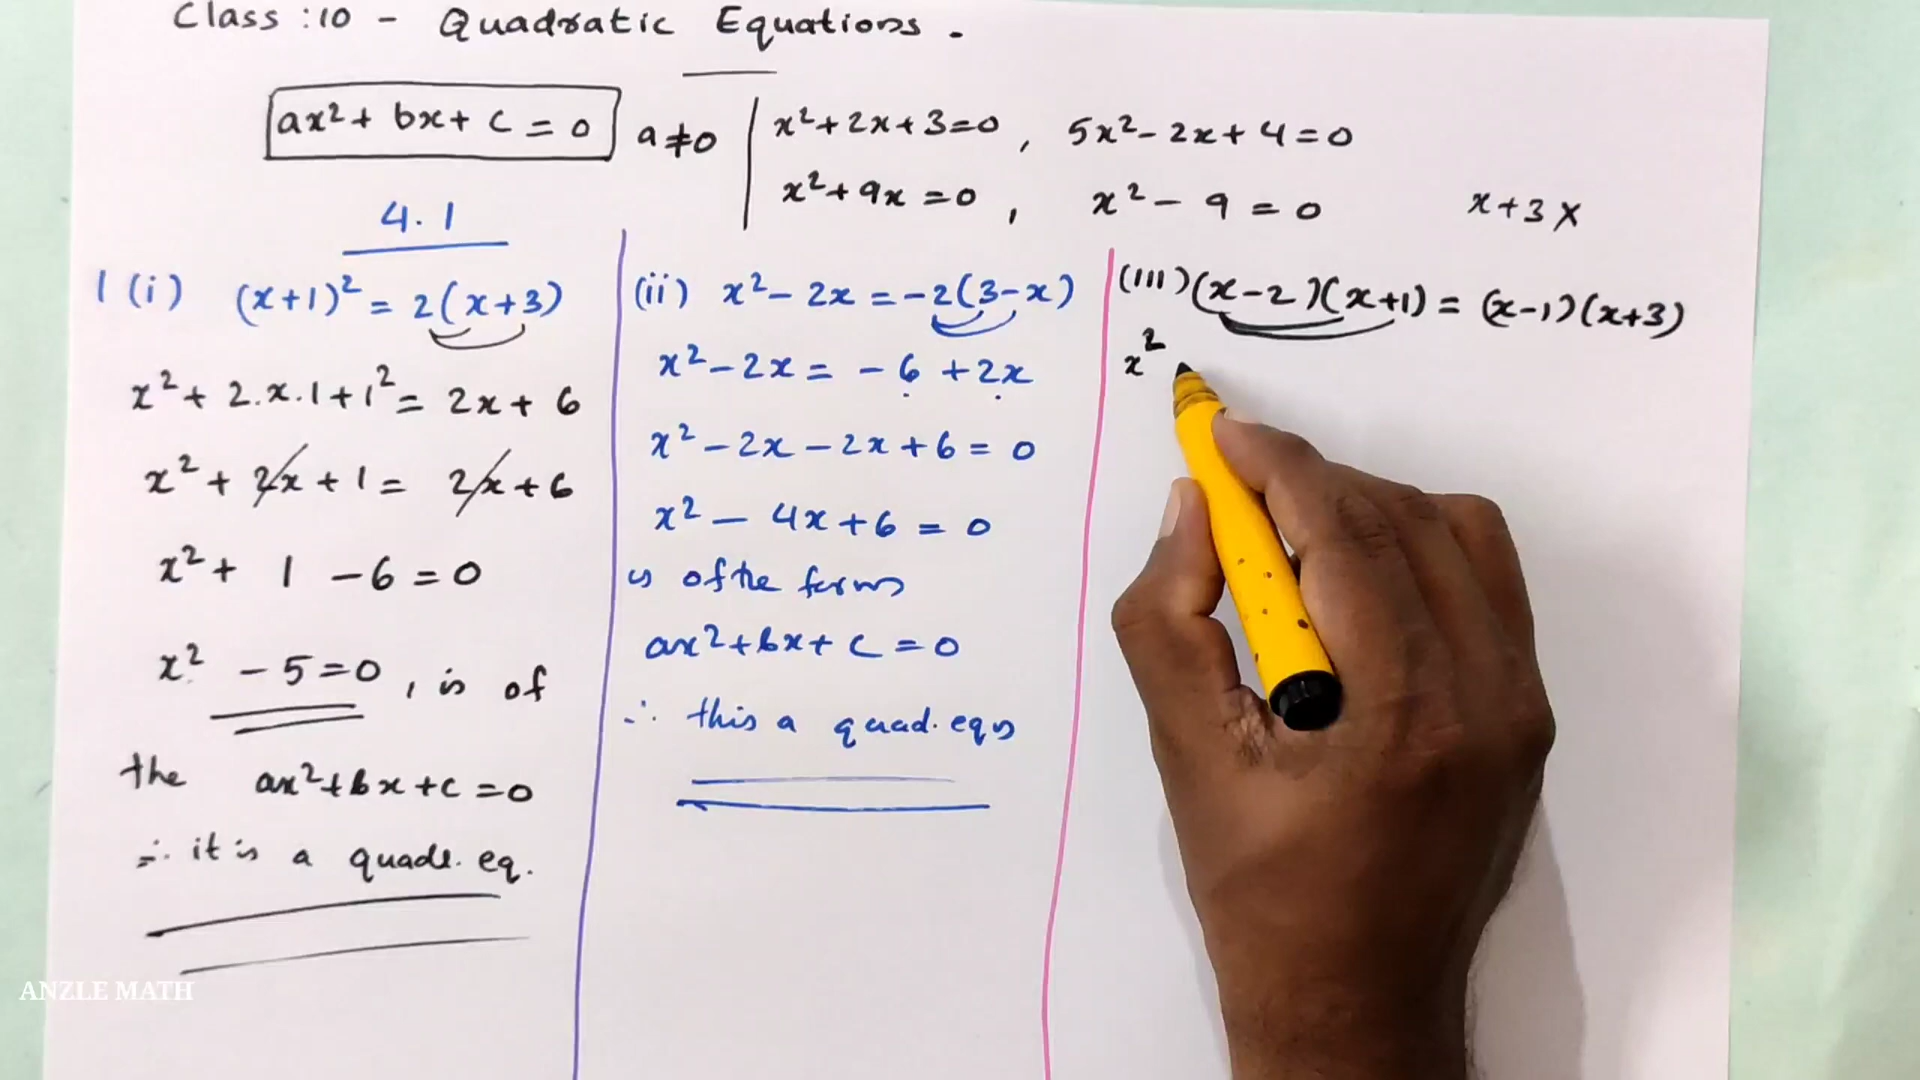 Class : 10 - Quadratic Equations.
ax² + bx + c = 0 a ≠ 0
x² + 2x + 3 = 0 , 5x² - 2x + 4 = 0
x² + 9x = 0 , x² - 9 = 0 x + 3 X
4.1
1 (i) (x+1)² = 2(x+3)
x² + 2.x.1 + 1² = 2x + 6
x² + 2x + 1 = 2x + 6
x² + 1 - 6 = 0
x² - 5 = 0 , is of
the ax² + bx + c = 0
∴ it is a quade. eq.
(ii) x² - 2x = -2(3-x)
x² - 2x = - 6 + 2x
x² - 2x - 2x + 6 = 0
x² - 4x + 6 = 0
is of the form
ax² + bx + c = 0
∴ this a quad. eqn
(III) (x-2)(x+1) = (x-1)(x+3)
x²
ANZLE MATH